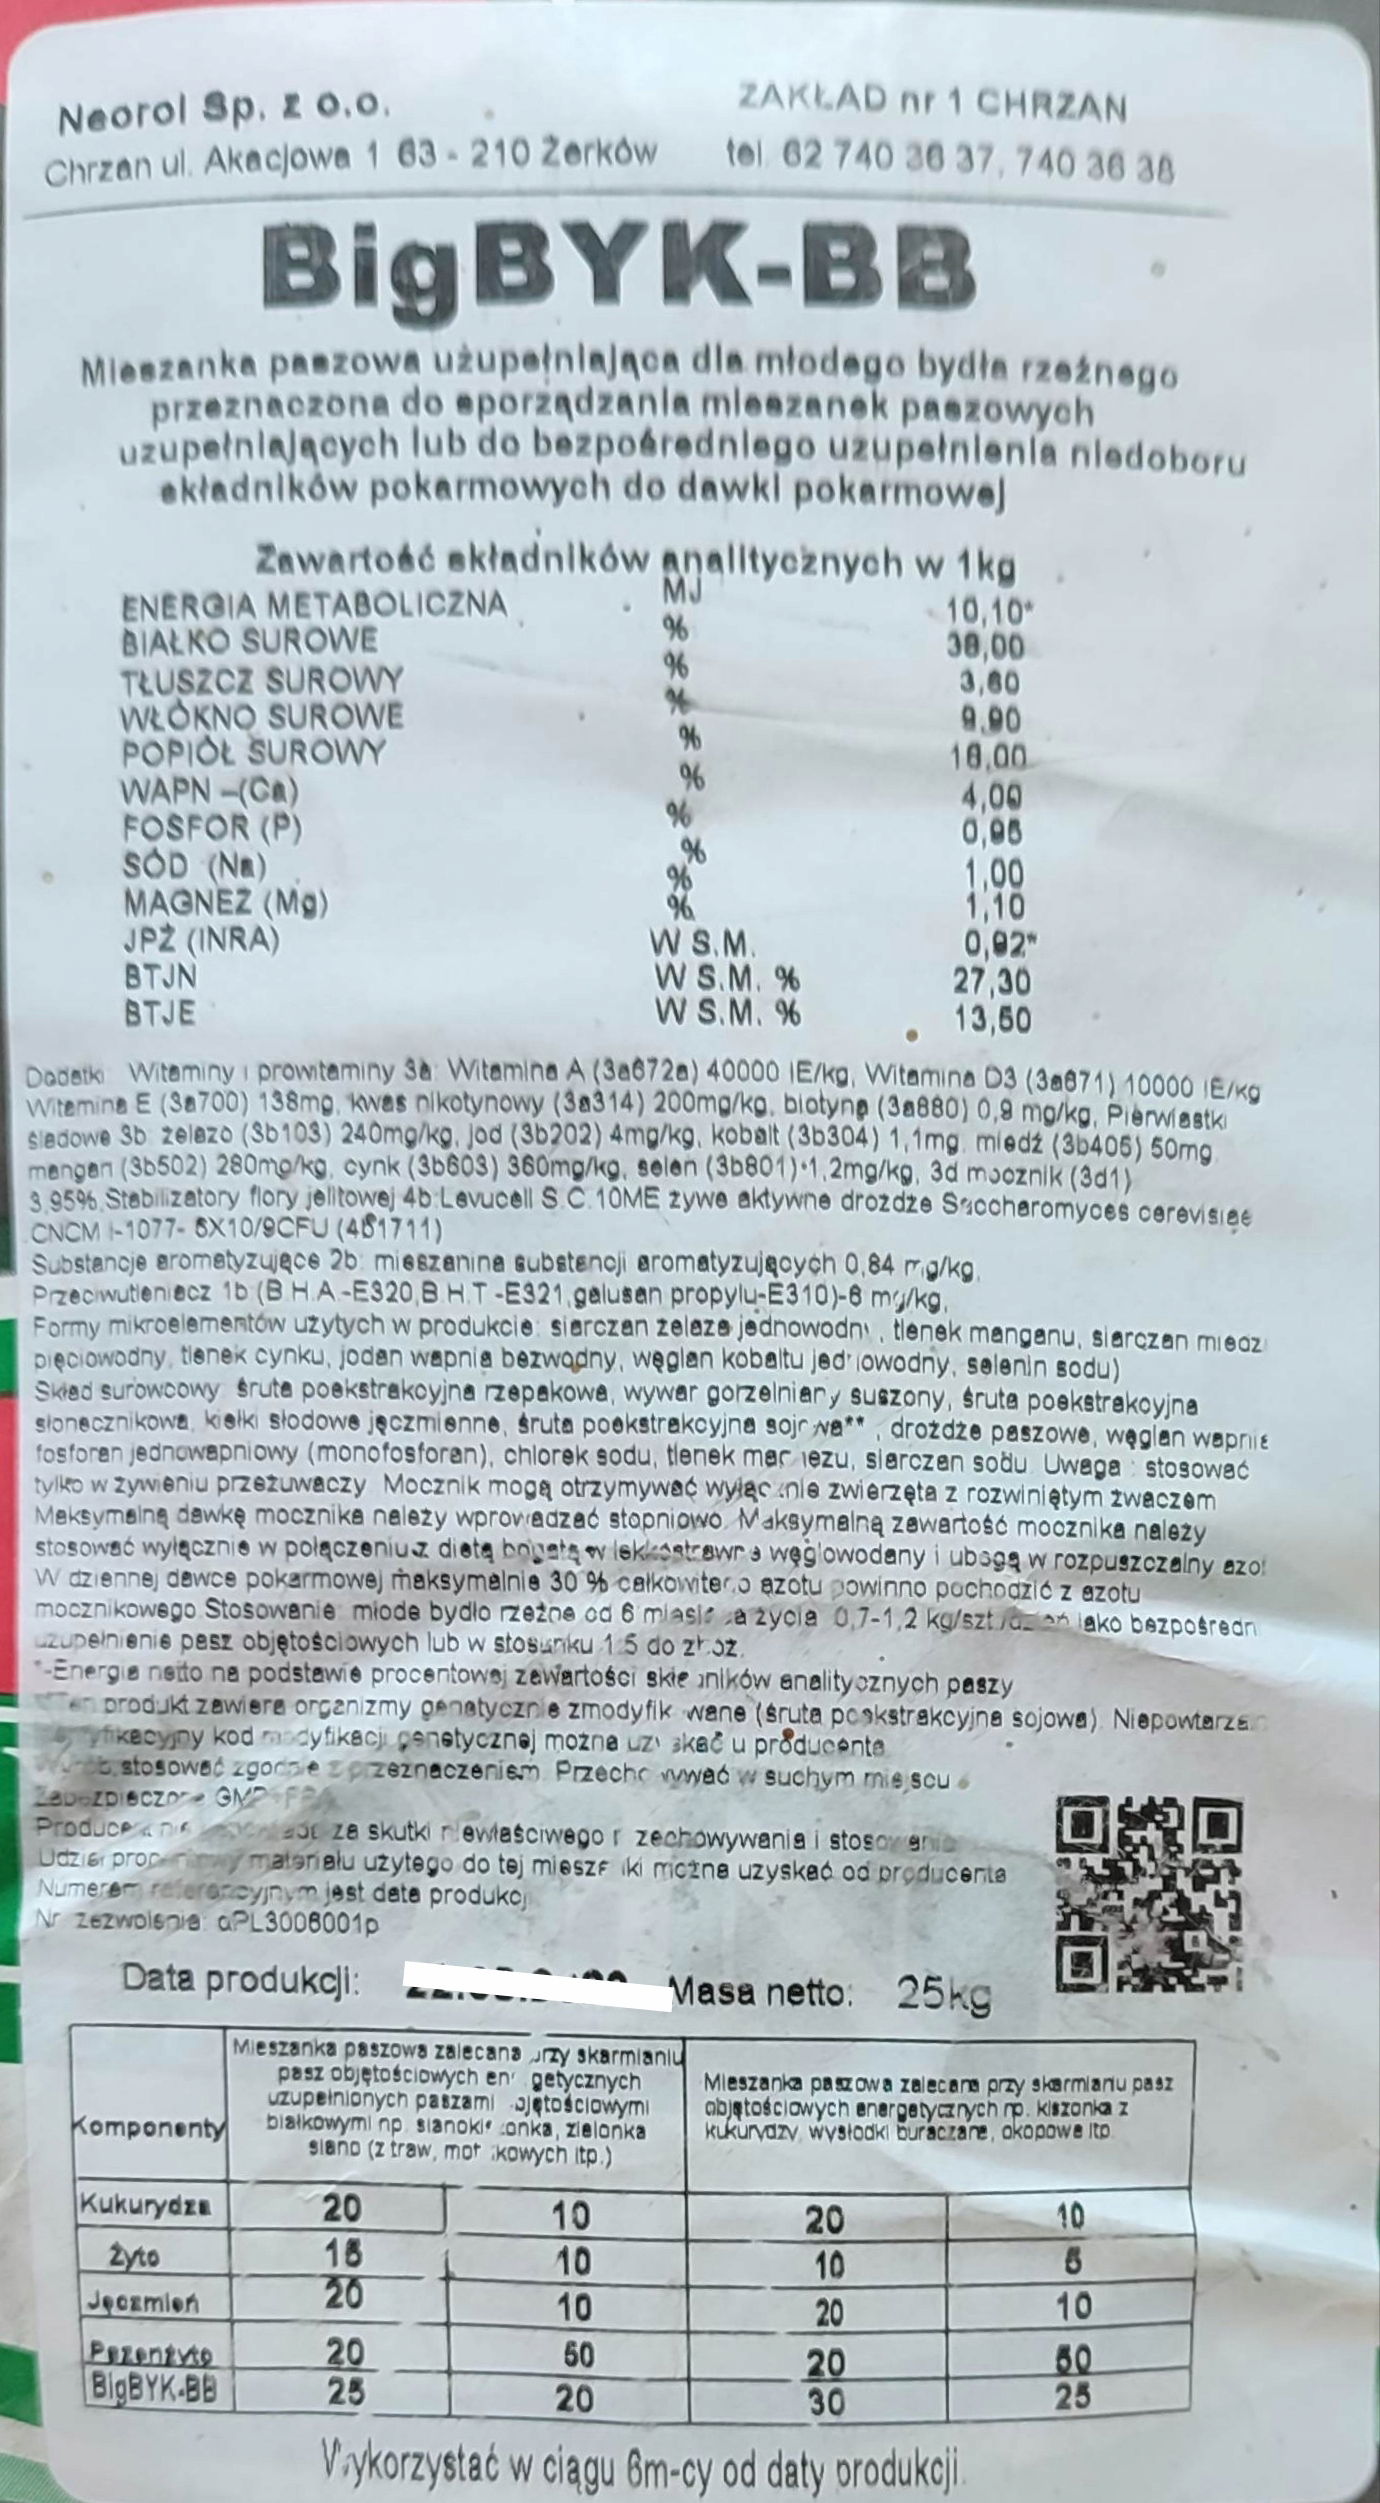 Neorol Sp. z o.o. ZAKŁAD nr 1 CHRZAN
Chrzan ul. Akacjowa 1 63 - 210 Żerków tel. 62 740 36 37, 740 36 38
BigBYK-BB
Mieszanka paszowa użupełniająca dla młodego bydła rzeźnego
przeznaczona do sporządzania mieszanek paszowych
uzupełniających lub do bezpośredniego uzupełnienia niedoboru
składników pokarmowych do dawki pokarmowej
Zawartość składników analitycznych w 1kg
ENERGIA METABOLICZNA MJ 10,10*
BIAŁKO SUROWE % 38,00
TŁUSZCZ SUROWY % 3,60
WŁÓKNO SUROWE % 9,90
POPIÓŁ SUROWY % 18,00
WAPN –(Ca) % 4,00
FOSFOR (P) % 0,95
SÓD (Na) % 1,00
MAGNEZ (Mg) % 1,10
JPŻ (INRA) % W S.M. 0,92*
BTJN W S.M. % 27,30
BTJE W S.M. % 13,50
Dodatki Witaminy i prowitaminy 3a: Witamina A (3a672a) 40000 IE/kg, Witamina D3 (3a671) 10000 IE/kg
Witamina E (3a700) 138mg, kwas nikotynowy (3a314) 200mg/kg, biotyna (3a880) 0,9 mg/kg, Pierwiastki
śladowe 3b: żelazo (3b103) 240mg/kg, jod (3b202) 4mg/kg, kobalt (3b304) 1,1mg, miedź (3b405) 50mg
mangan (3b502) 280mg/kg, cynk (3b603) 360mg/kg, selen (3b801) 1,2mg/kg, 3d mocznik (3d1)
3,95% Stabilizatory flory jelitowej 4b:Levucell S.C.10ME żywe aktywne drożdże Saccharomyces cerevisiae
CNCM I-1077- 5X10/9CFU (4b1711)
Substancje aromatyzujące 2b: mieszanina substancji aromatyzujących 0,84 mg/kg,
Przeciwutleniacz 1b (B.H.A.-E320,B.H.T -E321,galusan propylu-E310)-6 mg/kg,
Formy mikroelementów użytych w produkcie: siarczan żelaza jednowodny, tlenek manganu, siarczan miedz
pięciowodny, tlenek cynku, jodan wapnia bezwodny, węglan kobaltu jednowodny, selenin sodu)
Skład surowcowy: śruta poekstrakcyjna rzepakowa, wywar gorzelniany suszony, śruta poekstrakcyjna
słonecznikowa, kiełki słodowe jęczmienne, śruta poekstrakcyjna sojowa** , drożdże paszowe, węglan wapnia
fosforan jednowapniowy (monofosforan), chlorek sodu, tlenek magnezu, siarczan sodu. Uwaga : stosować
tylko w żywieniu przeżuwaczy. Mocznik mogą otrzymywać wyłącznie zwierzęta z rozwiniętym żwaczem
Maksymalną dawkę mocznika należy wprowadzać stopniowo. Maksymalną zawartość mocznika należy
stosować wyłącznie w połączeniu z dietą bogatą w lekkostrawne węglowodany i ubogą w rozpuszczalny azot
W dziennej dawce pokarmowej maksymalnie 30 % całkowitego azotu powinno pochodzić z azotu
mocznikowego.Stosowanie: młode bydło rzeźne od 6 miesiąca życia 0,7-1,2 kg/szt./dzień jako bezpośredn
uzupełnienie pasz objętościowych lub w stosunku 1:5 do zbóż.
*-Energia netto na podstawie procentowej zawartości składników analitycznych paszy
**Ten produkt zawiera organizmy genetycznie zmodyfikowane (śruta poekstrakcyjna sojowa). Niepowtarza
kod modyfikacji genetycznej można uzyskać u producenta
stosować zgodnie z przeznaczeniem. Przechowywać w suchym miejscu
Zabezpieczone GMP+FSA
Producent nie za skutki niewłaściwego przechowywania i stosowania
Udział procentowy materiału użytego do tej mieszanki można uzyskać od producenta
Numerem referencyjnym jest data produkcj
Nr zezwolenia: αPL3006001p
Data produkcji: Masa netto: 25kg
Komponenty
Mieszanka paszowa zalecana przy skarmianiu
pasz objętościowych energetycznych
uzupełnionych paszami objętościowymi
białkowymi np. sianokiszonka, zielonka
siano (z traw, motylkowych itp.)
Mieszanka paszowa zalecana przy skarmianiu pasz
objętościowych energetycznych np. kiszonka z
kukurydzy, wysłodki buraczane, okopowe itp.
Kukurydza 20 10 20 10
Żyto 15 10 10 5
Jęczmień 20 10 20 10
Pszenżyto 20 50 20 50
BigBYK-BB 25 20 30 25
Wykorzystać w ciągu 6m-cy od daty produkcji.